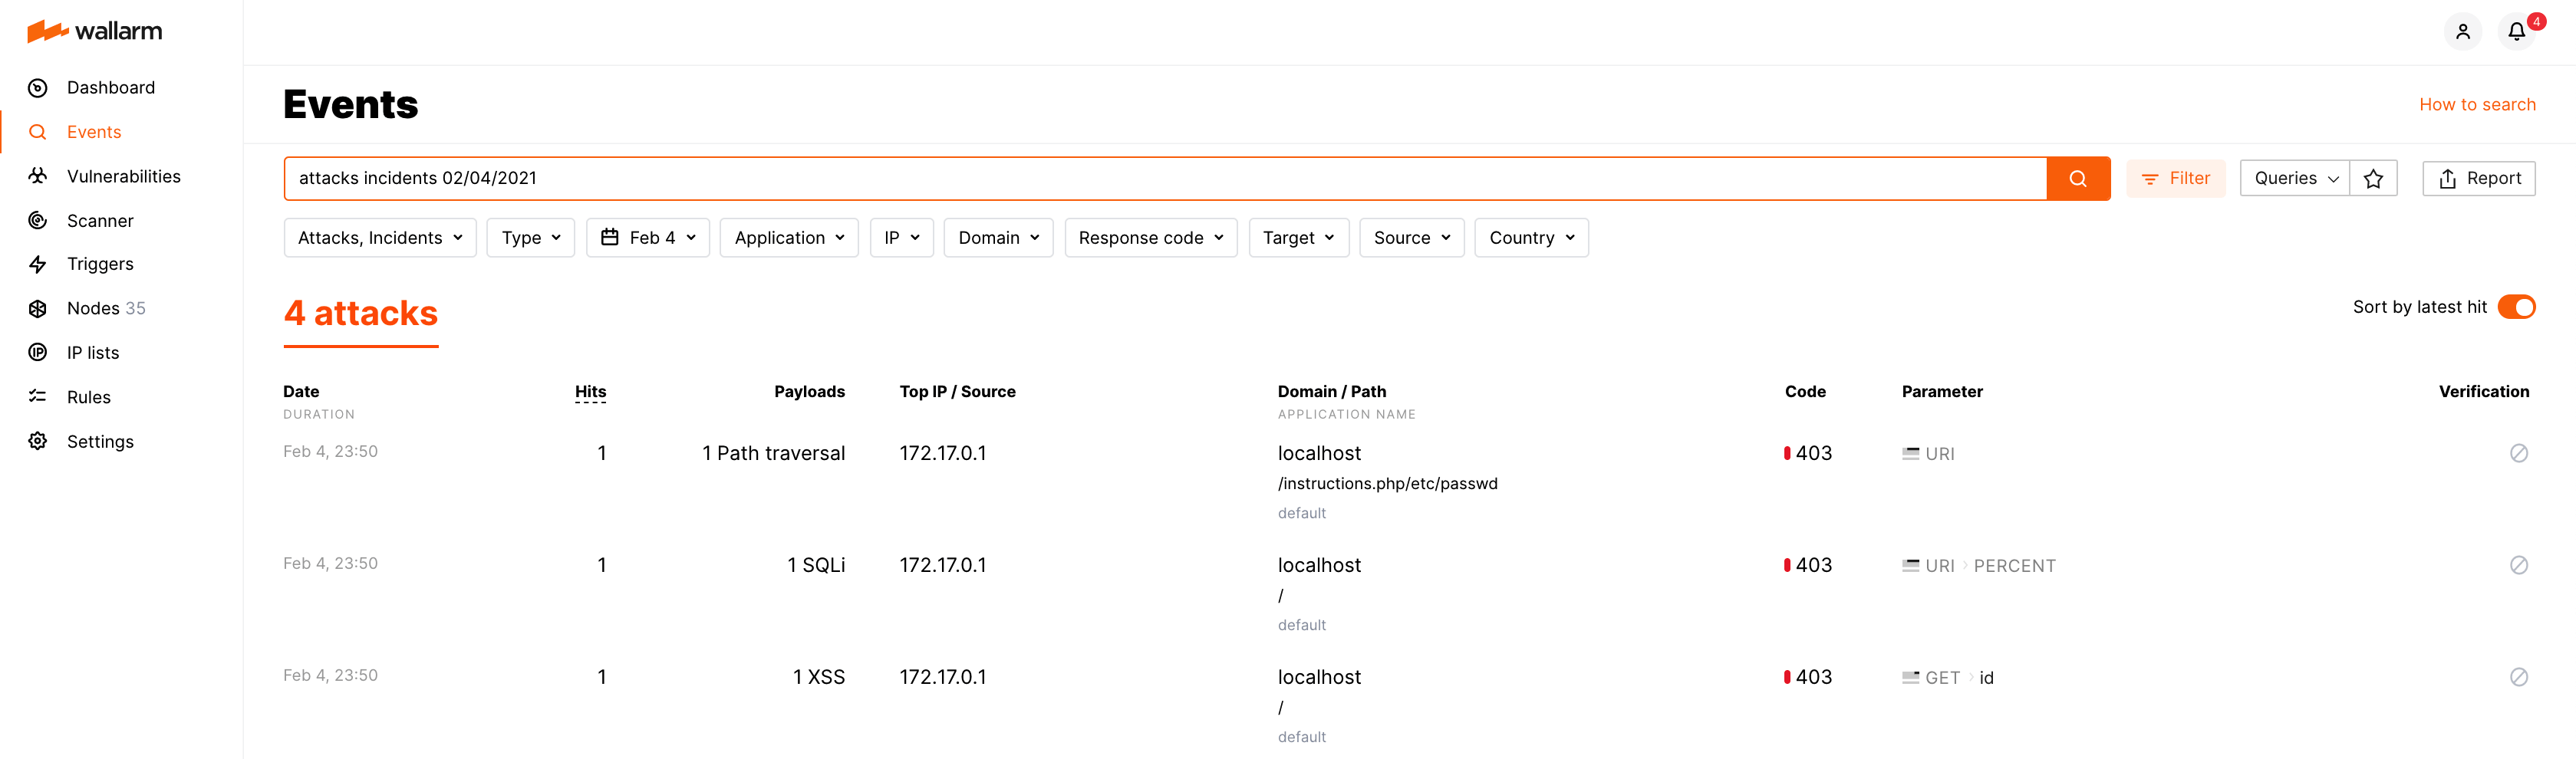 wallarm
4
Dashboard
Events
Vulnerabilities
Scanner
Triggers
Nodes 35
IP lists
Rules
Settings
Events
How to search
attacks incidents 02/04/2021
Filter
Queries
Report
Attacks, Incidents
Type
Feb 4
Application
IP
Domain
Response code
Target
Source
Country
4 attacks
Sort by latest hit
Date Hits Payloads Top IP / Source Domain / Path Code Parameter Verification
DURATION APPLICATION NAME
Feb 4, 23:50 1 1 Path traversal 172.17.0.1 localhost 403 URI
/instructions.php/etc/passwd
default
Feb 4, 23:50 1 1 SQLi 172.17.0.1 localhost 403 URI › PERCENT
/
default
Feb 4, 23:50 1 1 XSS 172.17.0.1 localhost 403 GET › id
/
default